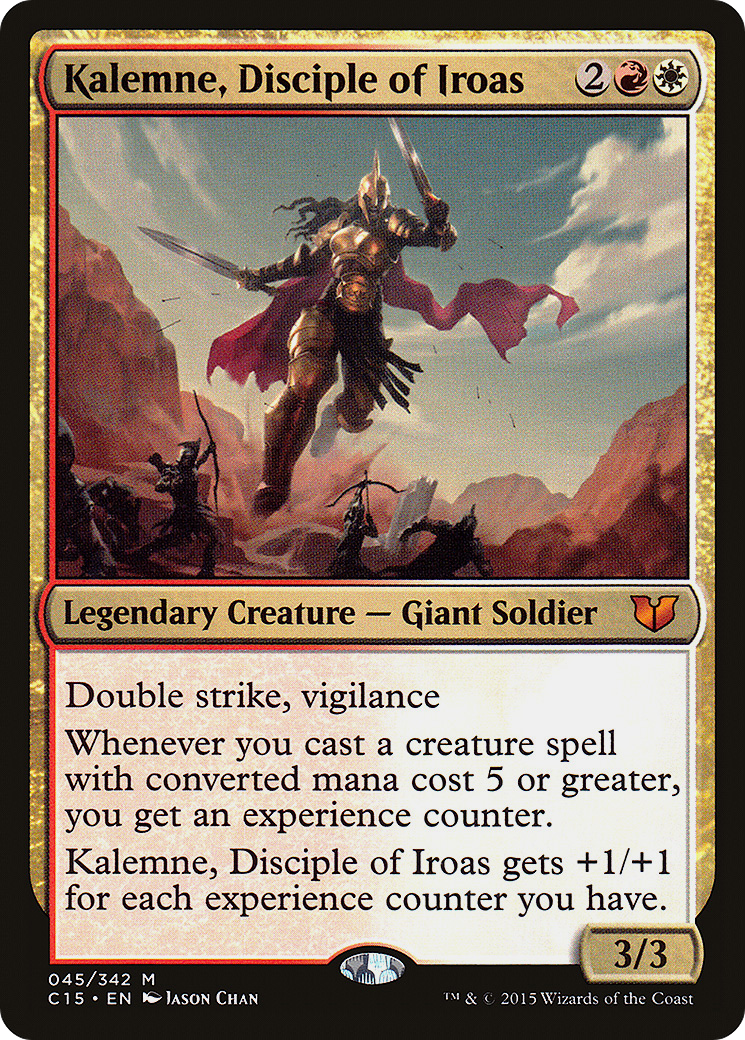 Kalemne, Disciple of Iroas 2
Legendary Creature — Giant Soldier
Double strike, vigilance
Whenever you cast a creature spell
with converted mana cost 5 or greater,
you get an experience counter.
Kalemne, Disciple of Iroas gets +1/+1
for each experience counter you have.
3/3
045/342 M
C15 • EN Jason Chan
™ & © 2015 Wizards of the Coast